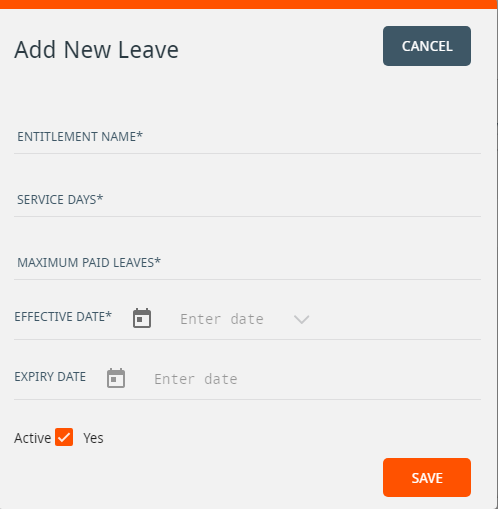 Add New Leave
CANCEL
ENTITLEMENT NAME*
SERVICE DAYS*
MAXIMUM PAID LEAVES*
EFFECTIVE DATE* Enter date
EXPIRY DATE Enter date
Active Yes
SAVE